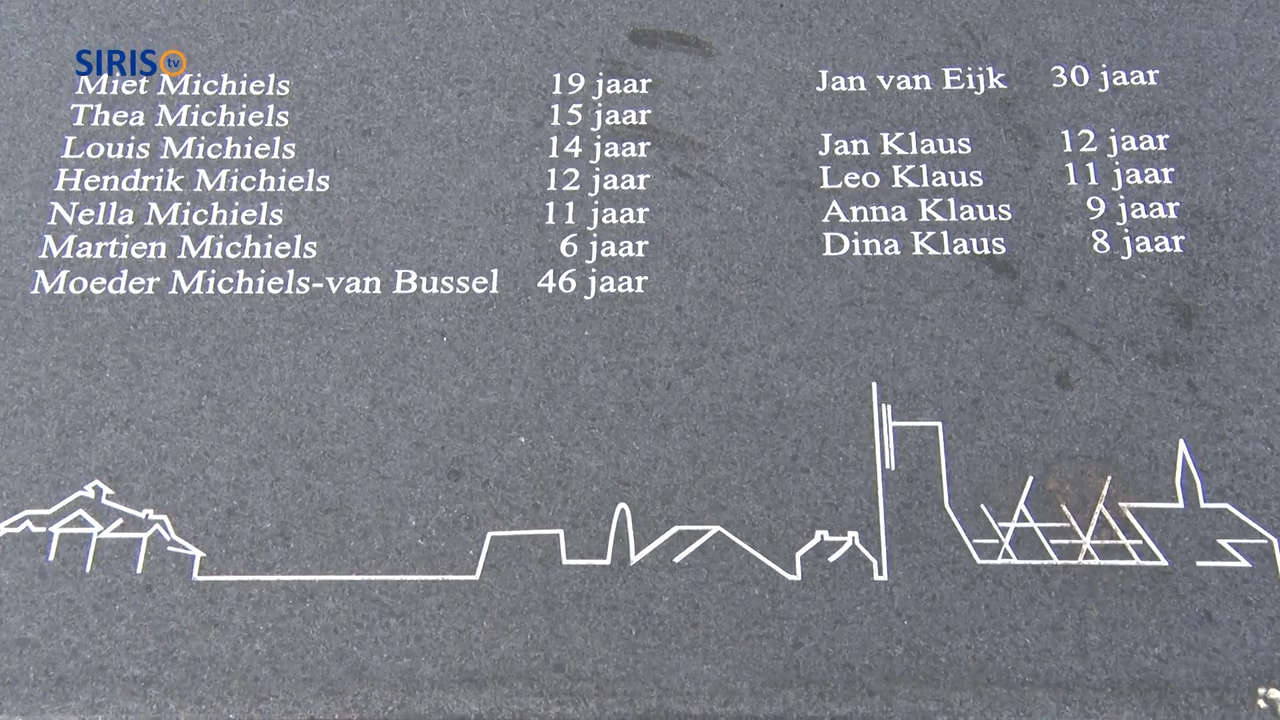 SIRIS tv
Miet Michiels 19 jaar
Thea Michiels 15 jaar
Louis Michiels 14 jaar
Hendrik Michiels 12 jaar
Nella Michiels 11 jaar
Martien Michiels 6 jaar
Moeder Michiels-van Bussel 46 jaar
Jan van Eijk 30 jaar
Jan Klaus 12 jaar
Leo Klaus 11 jaar
Anna Klaus 9 jaar
Dina Klaus 8 jaar